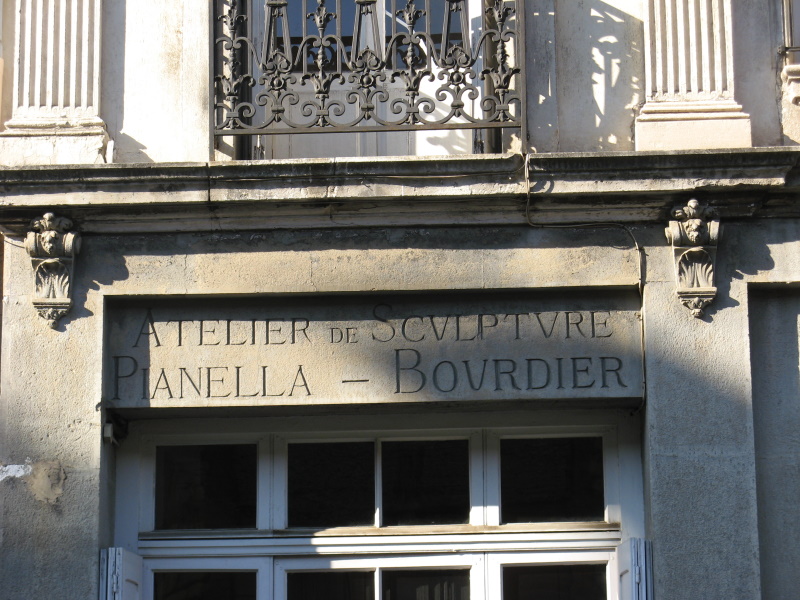 ATELIER DE SCVLPTVRE
PIANELLA – BOVRDIER